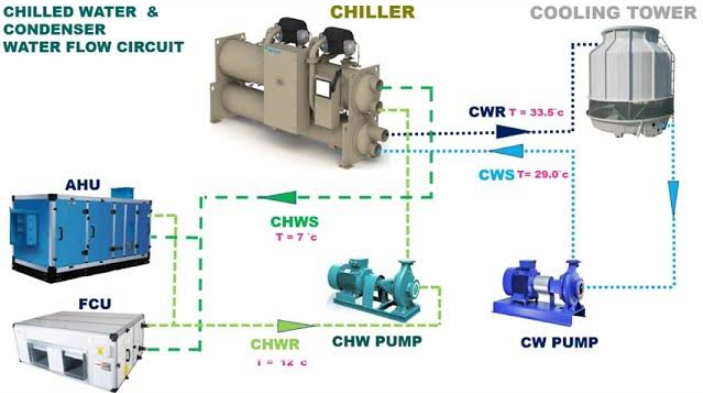 CHILLED WATER &
CONDENSER
WATER FLOW CIRCUIT
CHILLER
COOLING TOWER
CWR T = 33.5°c
CWS T= 29.0°c
AHU
CHWS
T = 7 °c
FCU
CHWR
T = 12 °c
CHW PUMP
CW PUMP